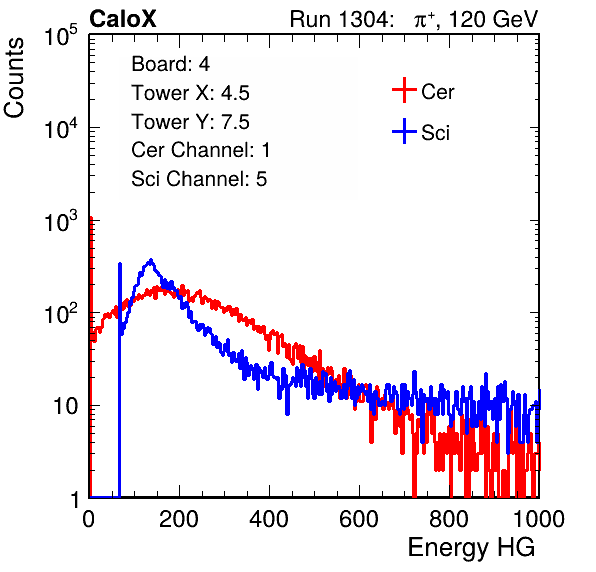 CaloX Run 1304: π⁺, 120 GeV
Counts
Board: 4
Tower X: 4.5
Tower Y: 7.5
Cer Channel: 1
Sci Channel: 5
Cer
Sci
10⁵
10⁴
10³
10²
10
1
0 200 400 600 800 1000
Energy HG